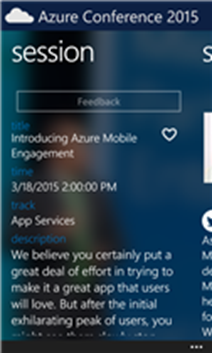 Azure Conference 2015
session
Feedback
title
Introducing Azure Mobile
Engagement
time
3/18/2015 2:00:00 PM
track
App Services
description
We believe you certainly put a
great deal of effort in trying to
make it a great app that users
will love. But after the initial
exhilarating peak of users, you